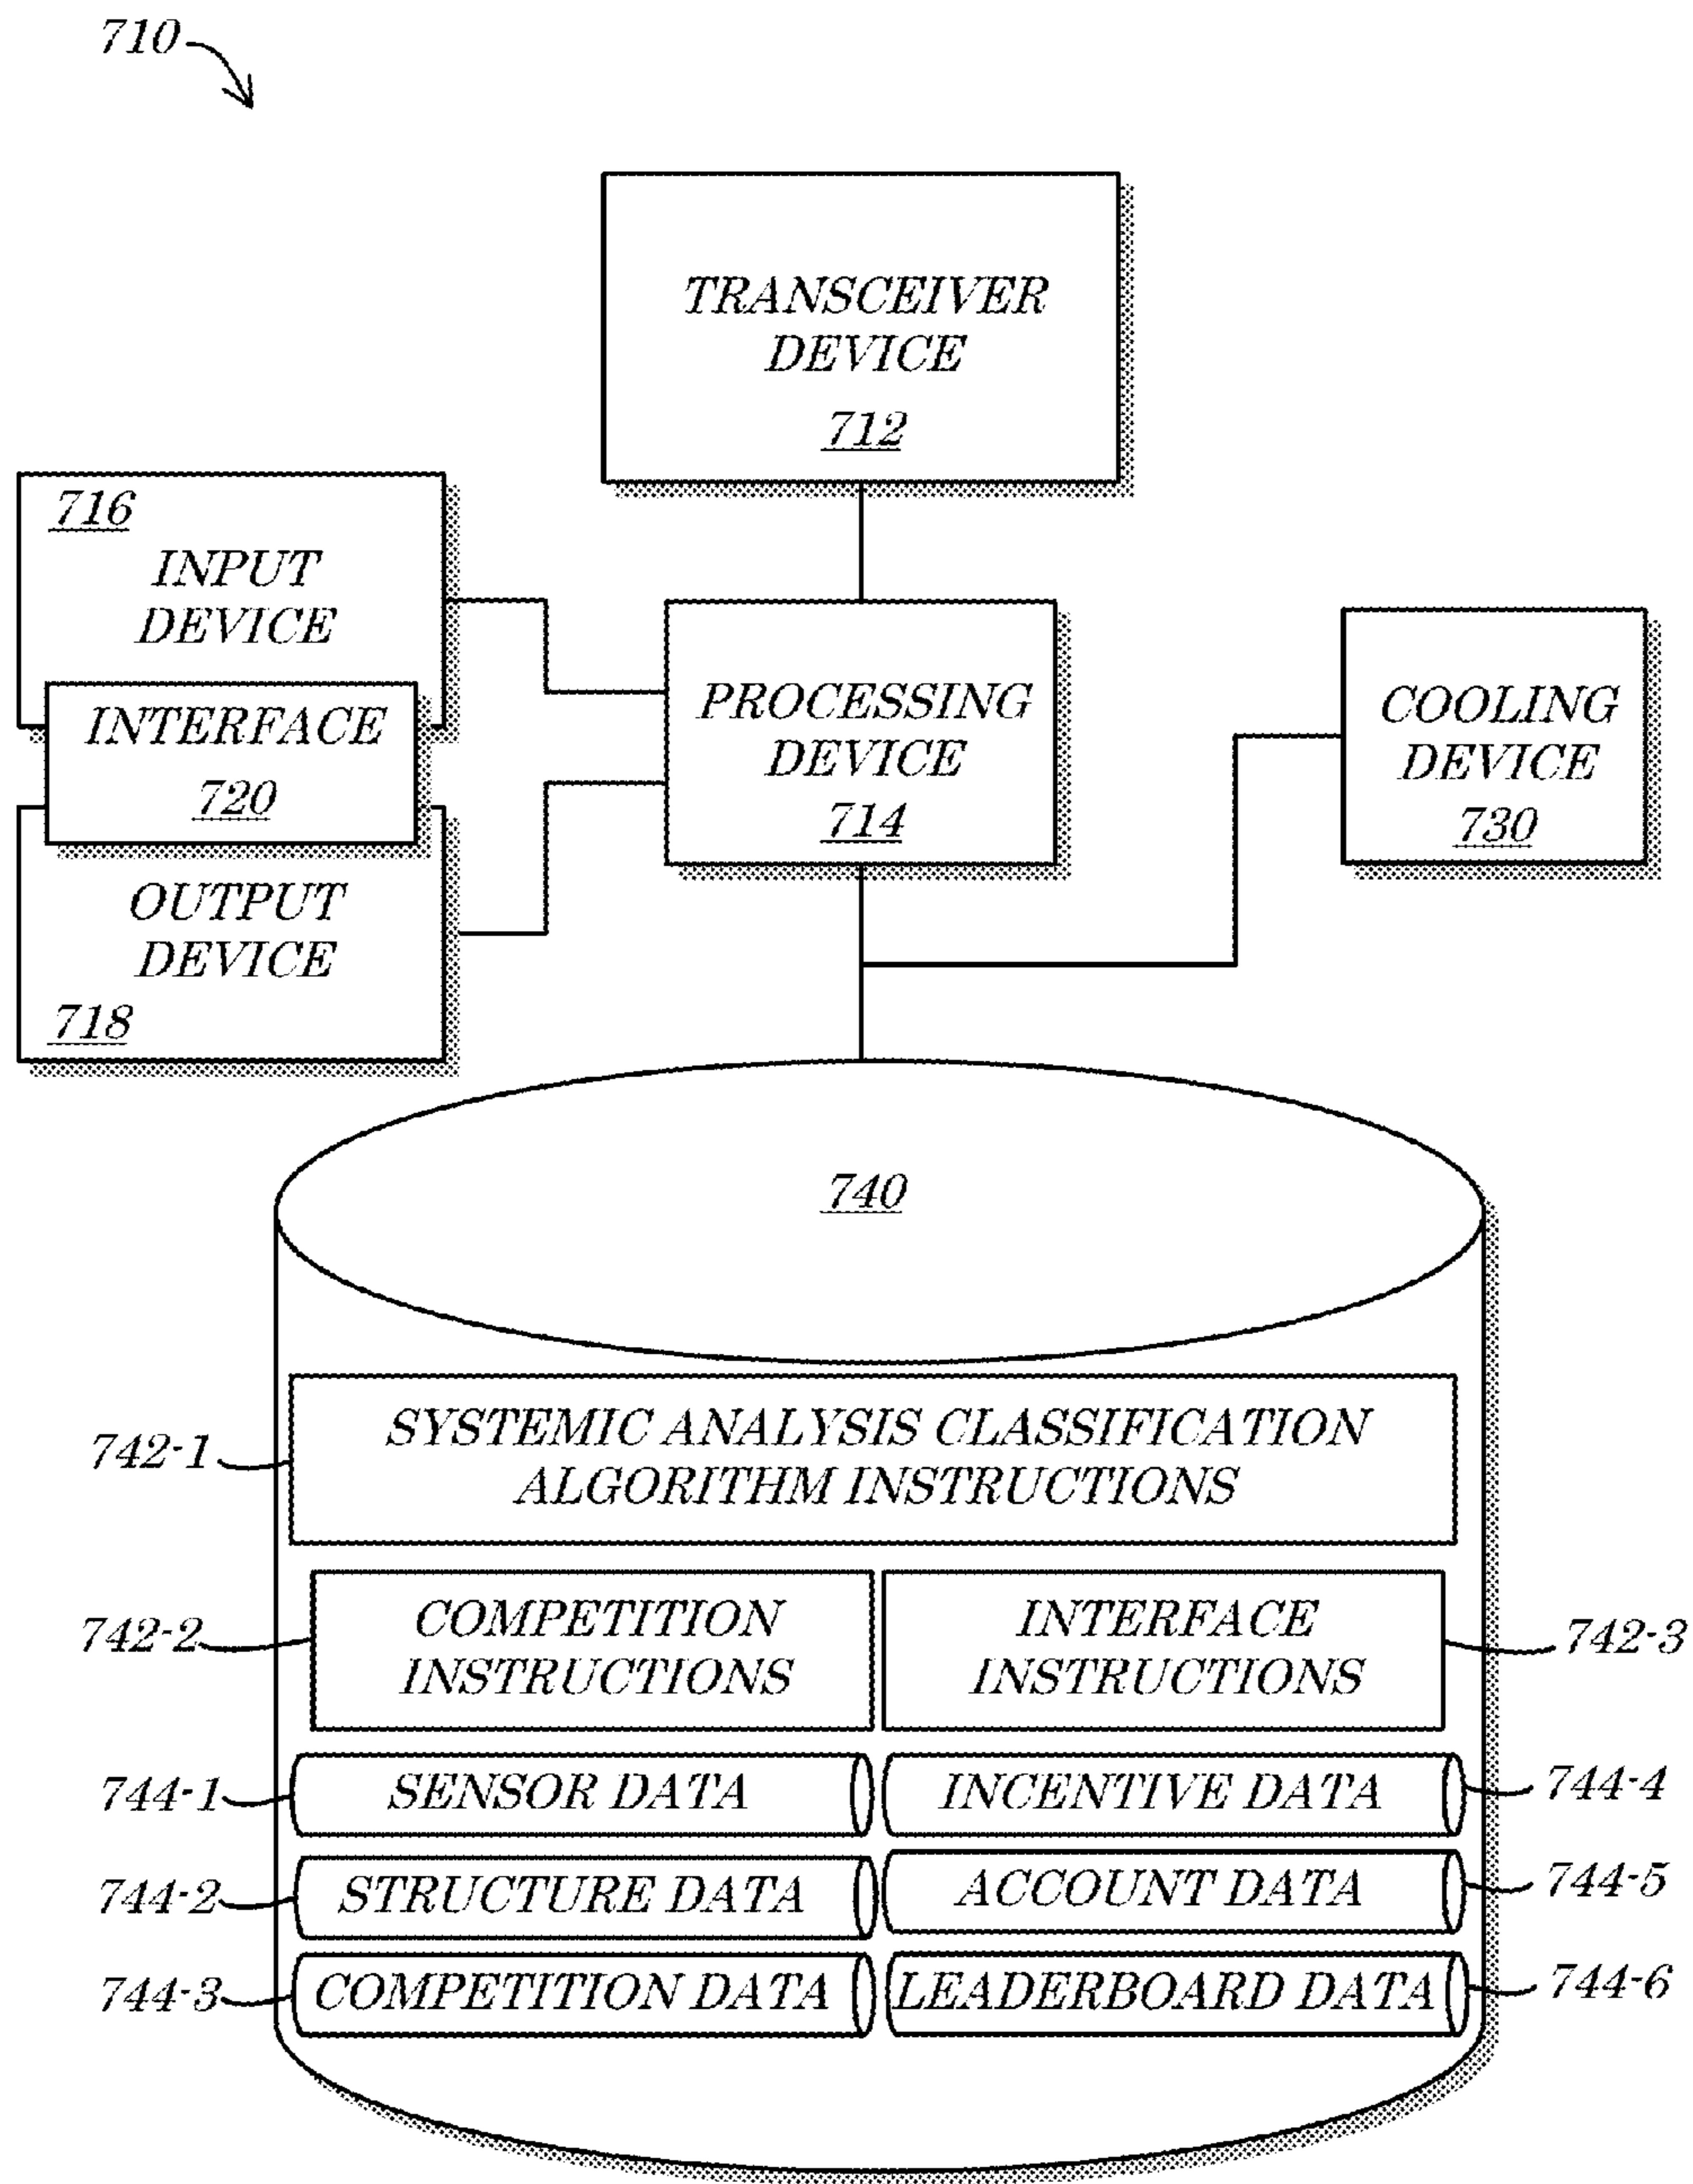 710
TRANSCEIVER
DEVICE
712
716
INPUT
DEVICE
INTERFACE
720
OUTPUT
DEVICE
718
PROCESSING
DEVICE
714
COOLING
DEVICE
730
740
742-1
SYSTEMIC ANALYSIS CLASSIFICATION
ALGORITHM INSTRUCTIONS
742-2
COMPETITION
INSTRUCTIONS
INTERFACE
INSTRUCTIONS
742-3
744-1
SENSOR DATA
INCENTIVE DATA
744-4
744-2
STRUCTURE DATA
ACCOUNT DATA
744-5
744-3
COMPETITION DATA
LEADERBOARD DATA
744-6